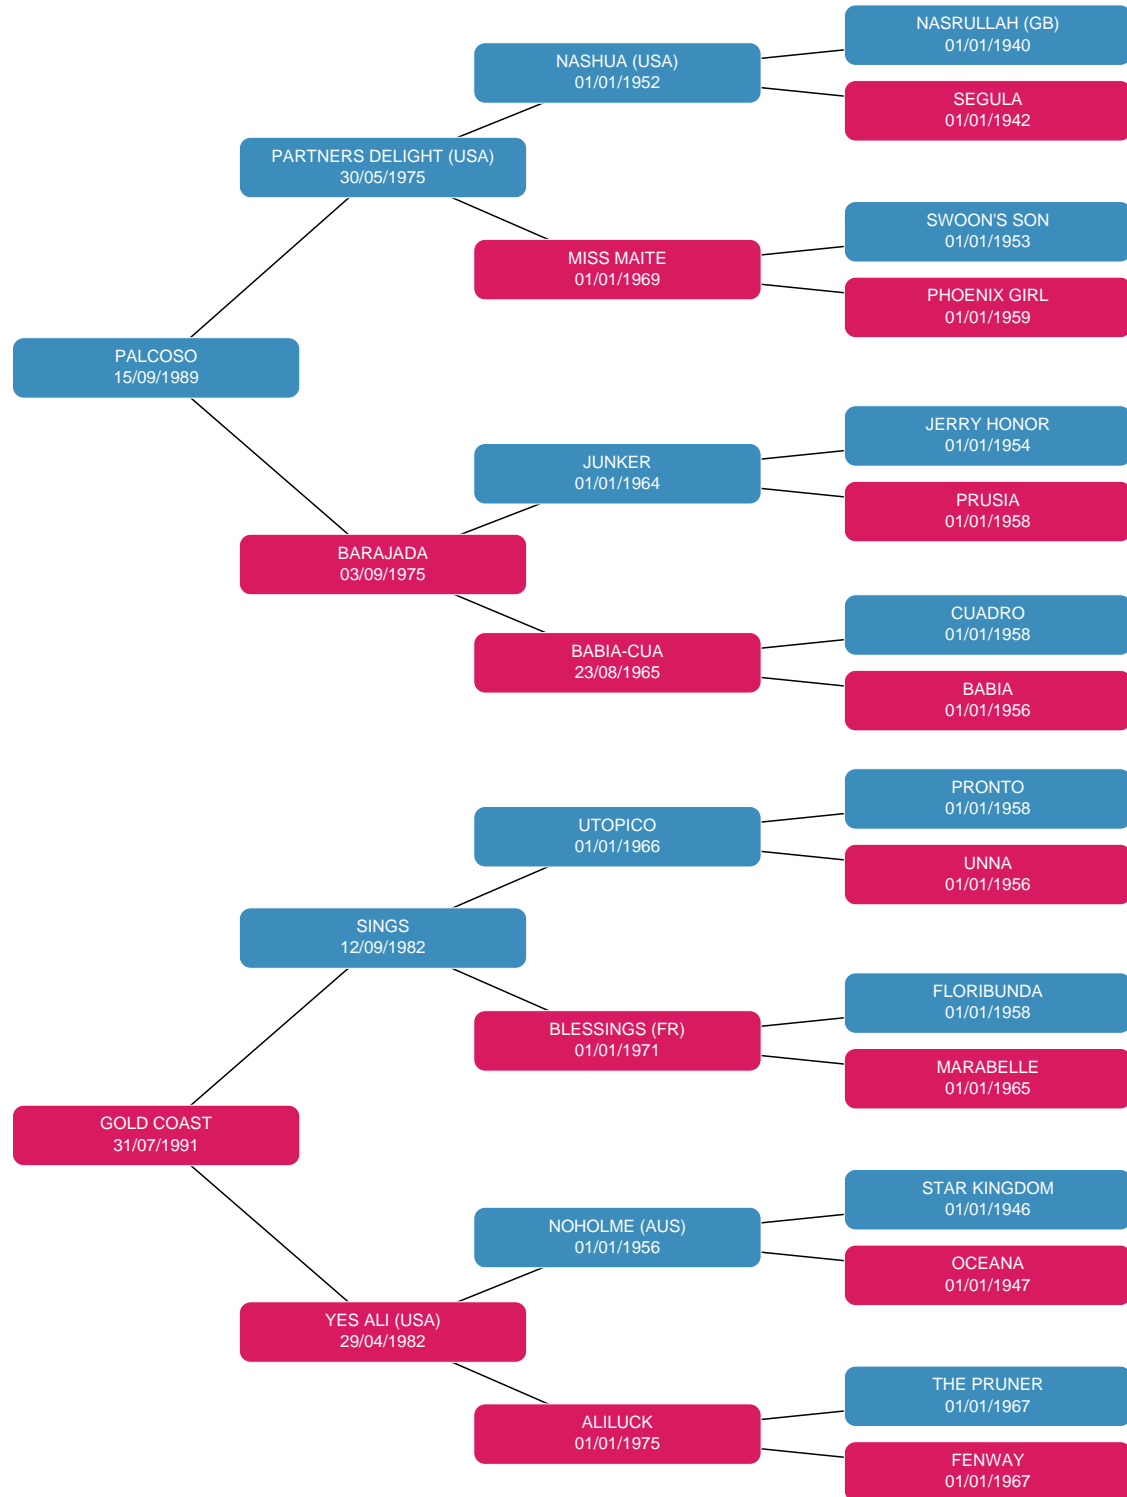 NASRULLAH (GB)
01/01/1940
NASHUA (USA)
01/01/1952
SEGULA
01/01/1942
PARTNERS DELIGHT (USA)
30/05/1975
SWOON'S SON
01/01/1953
MISS MAITE
01/01/1969
PHOENIX GIRL
01/01/1959
PALCOSO
15/09/1989
JERRY HONOR
01/01/1954
JUNKER
01/01/1964
PRUSIA
01/01/1958
BARAJADA
03/09/1975
CUADRO
01/01/1958
BABIA-CUA
23/08/1965
BABIA
01/01/1956
PRONTO
01/01/1958
UTOPICO
01/01/1966
UNNA
01/01/1956
SINGS
12/09/1982
FLORIBUNDA
01/01/1958
BLESSINGS (FR)
01/01/1971
MARABELLE
01/01/1965
GOLD COAST
31/07/1991
STAR KINGDOM
01/01/1946
NOHOLME (AUS)
01/01/1956
OCEANA
01/01/1947
YES ALI (USA)
29/04/1982
THE PRUNER
01/01/1967
ALILUCK
01/01/1975
FENWAY
01/01/1967